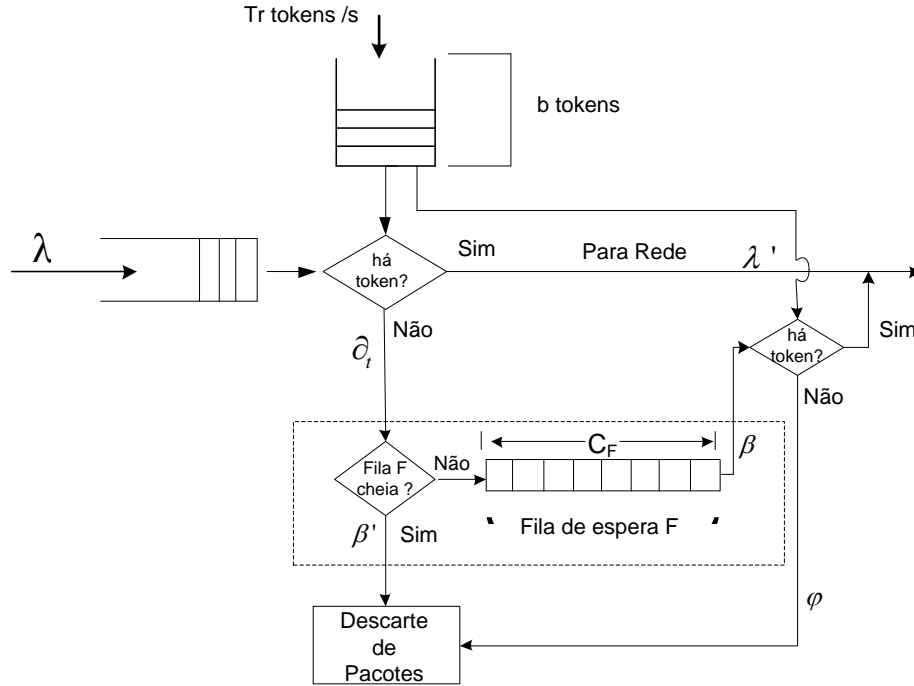 Tr tokens /s
b tokens
λ
há
token?
Sim
Para Rede
λ '
Não
∂t
há
token?
Sim
Não
CF
β
Fila F
cheia ?
Não
β'
Sim
Fila de espera F
φ
Descarte
de
Pacotes